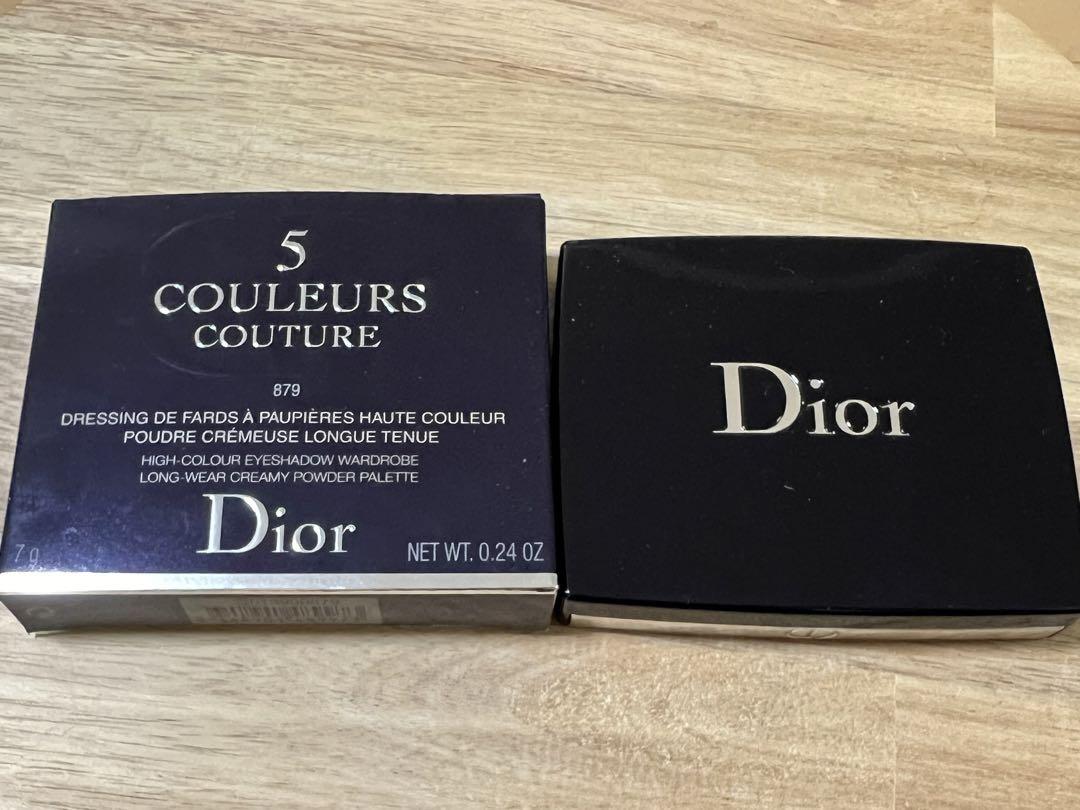 5
COULEURS
COUTURE
879
DRESSING DE FARDS À PAUPIÈRES HAUTE COULEUR
POUDRE CRÉMEUSE LONGUE TENUE
HIGH-COLOUR EYESHADOW WARDROBE
LONG-WEAR CREAMY POWDER PALETTE
Dior
7 g
NET WT. 0.24 OZ
Dior